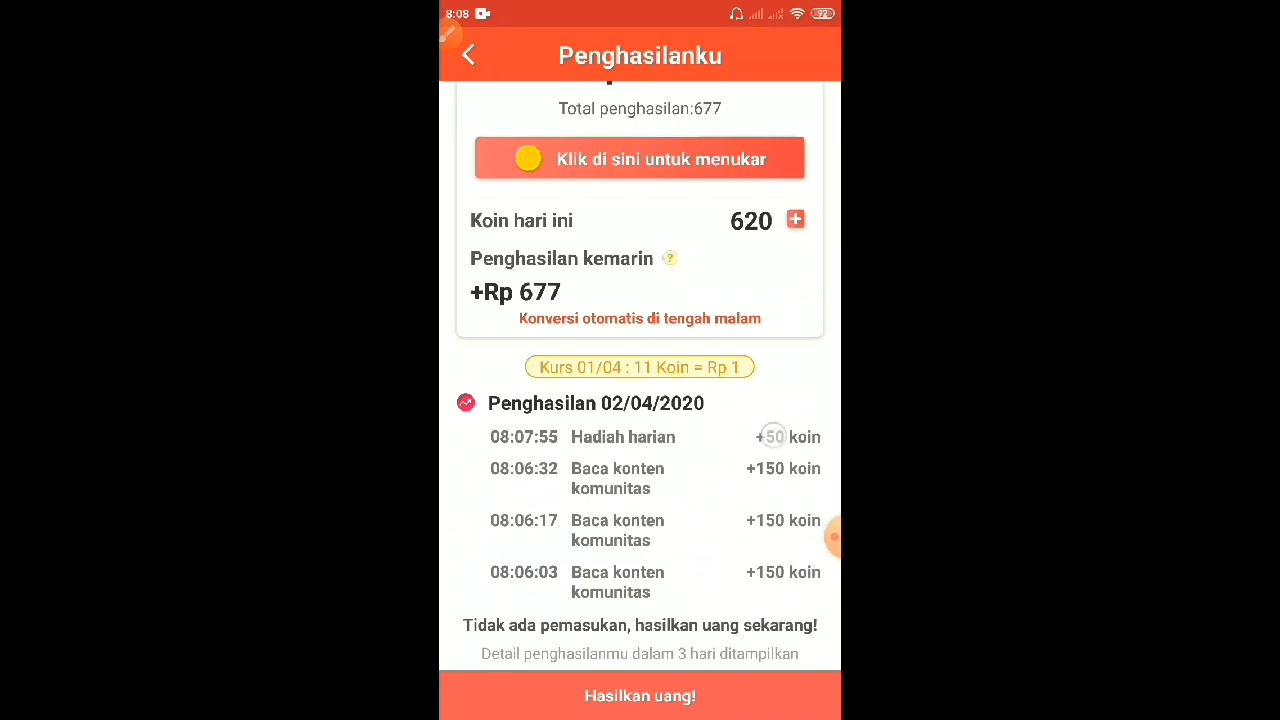 8:08
92
Penghasilanku
Total penghasilan:677
Klik di sini untuk menukar
Koin hari ini 620
Penghasilan kemarin ?
+Rp 677
Konversi otomatis di tengah malam
Kurs 01/04 : 11 Koin = Rp 1
Penghasilan 02/04/2020
08:07:55 Hadiah harian +50 koin
08:06:32 Baca konten +150 koin
komunitas
08:06:17 Baca konten +150 koin
komunitas
08:06:03 Baca konten +150 koin
komunitas
Tidak ada pemasukan, hasilkan uang sekarang!
Detail penghasilanmu dalam 3 hari ditampilkan
Hasilkan uang!